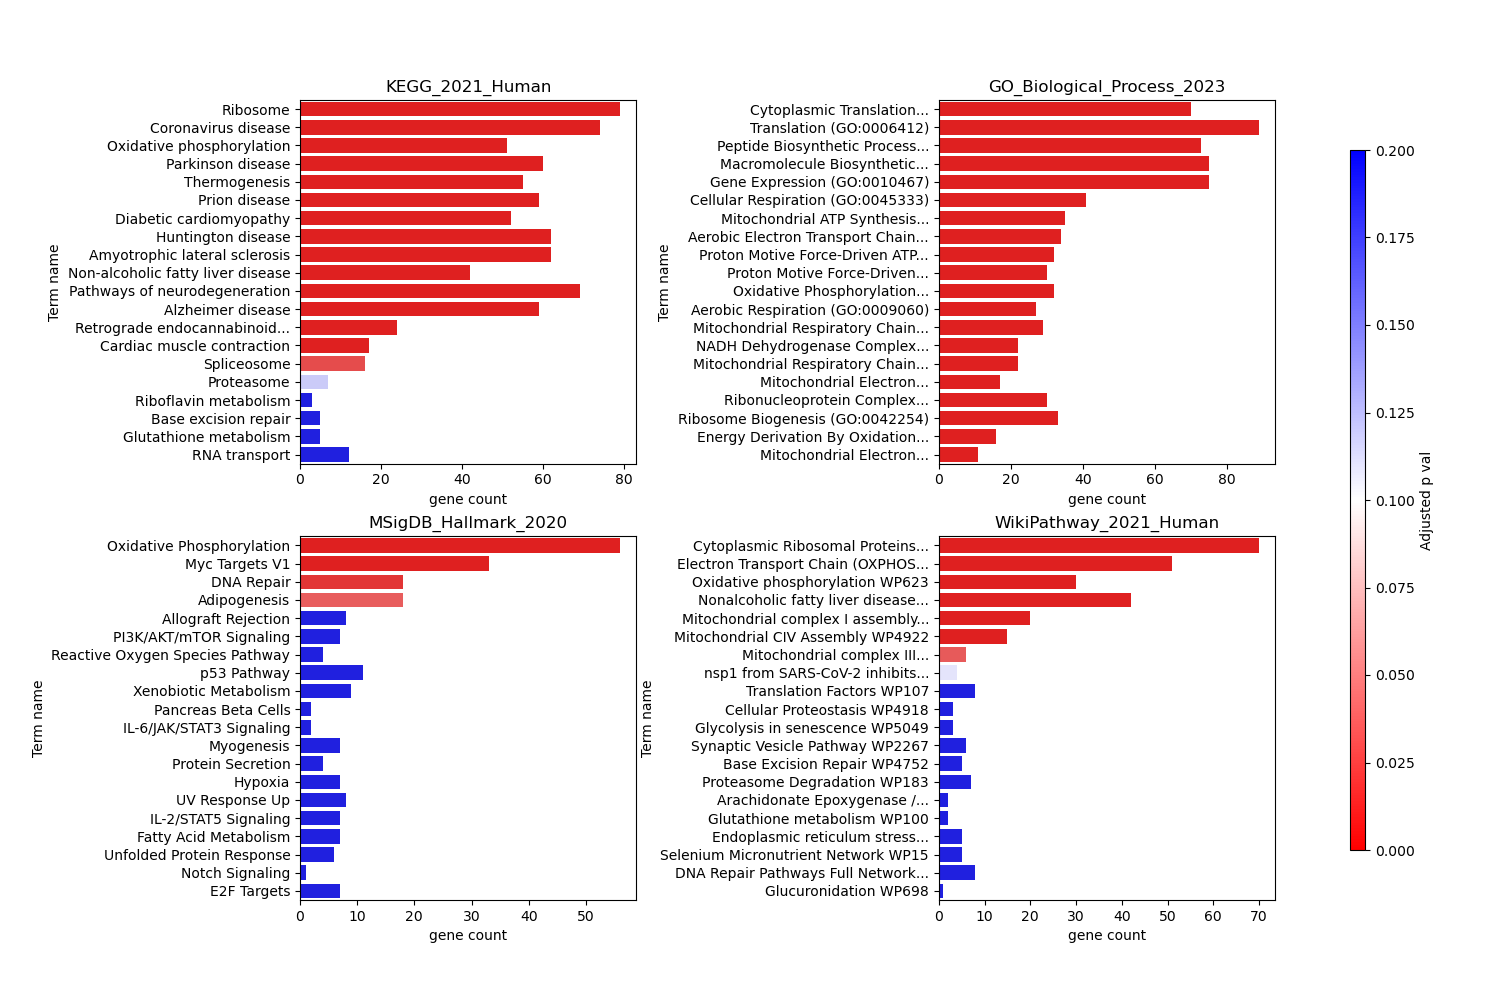 KEGG_2021_Human
Term name
Ribosome
Coronavirus disease
Oxidative phosphorylation
Parkinson disease
Thermogenesis
Prion disease
Diabetic cardiomyopathy
Huntington disease
Amyotrophic lateral sclerosis
Non-alcoholic fatty liver disease
Pathways of neurodegeneration
Alzheimer disease
Retrograde endocannabinoid...
Cardiac muscle contraction
Spliceosome
Proteasome
Riboflavin metabolism
Base excision repair
Glutathione metabolism
RNA transport
0 20 40 60 80
gene count
GO_Biological_Process_2023
Term name
Cytoplasmic Translation...
Translation (GO:0006412)
Peptide Biosynthetic Process...
Macromolecule Biosynthetic...
Gene Expression (GO:0010467)
Cellular Respiration (GO:0045333)
Mitochondrial ATP Synthesis...
Aerobic Electron Transport Chain...
Proton Motive Force-Driven ATP...
Proton Motive Force-Driven...
Oxidative Phosphorylation...
Aerobic Respiration (GO:0009060)
Mitochondrial Respiratory Chain...
NADH Dehydrogenase Complex...
Mitochondrial Respiratory Chain...
Mitochondrial Electron...
Ribonucleoprotein Complex...
Ribosome Biogenesis (GO:0042254)
Energy Derivation By Oxidation...
Mitochondrial Electron...
0 20 40 60 80
gene count
MSigDB_Hallmark_2020
Term name
Oxidative Phosphorylation
Myc Targets V1
DNA Repair
Adipogenesis
Allograft Rejection
PI3K/AKT/mTOR Signaling
Reactive Oxygen Species Pathway
p53 Pathway
Xenobiotic Metabolism
Pancreas Beta Cells
IL-6/JAK/STAT3 Signaling
Myogenesis
Protein Secretion
Hypoxia
UV Response Up
IL-2/STAT5 Signaling
Fatty Acid Metabolism
Unfolded Protein Response
Notch Signaling
E2F Targets
0 10 20 30 40 50
gene count
WikiPathway_2021_Human
Term name
Cytoplasmic Ribosomal Proteins...
Electron Transport Chain (OXPHOS...
Oxidative phosphorylation WP623
Nonalcoholic fatty liver disease...
Mitochondrial complex I assembly...
Mitochondrial CIV Assembly WP4922
Mitochondrial complex III...
nsp1 from SARS-CoV-2 inhibits...
Translation Factors WP107
Cellular Proteostasis WP4918
Glycolysis in senescence WP5049
Synaptic Vesicle Pathway WP2267
Base Excision Repair WP4752
Proteasome Degradation WP183
Arachidonate Epoxygenase /...
Glutathione metabolism WP100
Endoplasmic reticulum stress...
Selenium Micronutrient Network WP15
DNA Repair Pathways Full Network...
Glucuronidation WP698
0 10 20 30 40 50 60 70
gene count
0.200
0.175
0.150
0.125
0.100
0.075
0.050
0.025
0.000
Adjusted p val